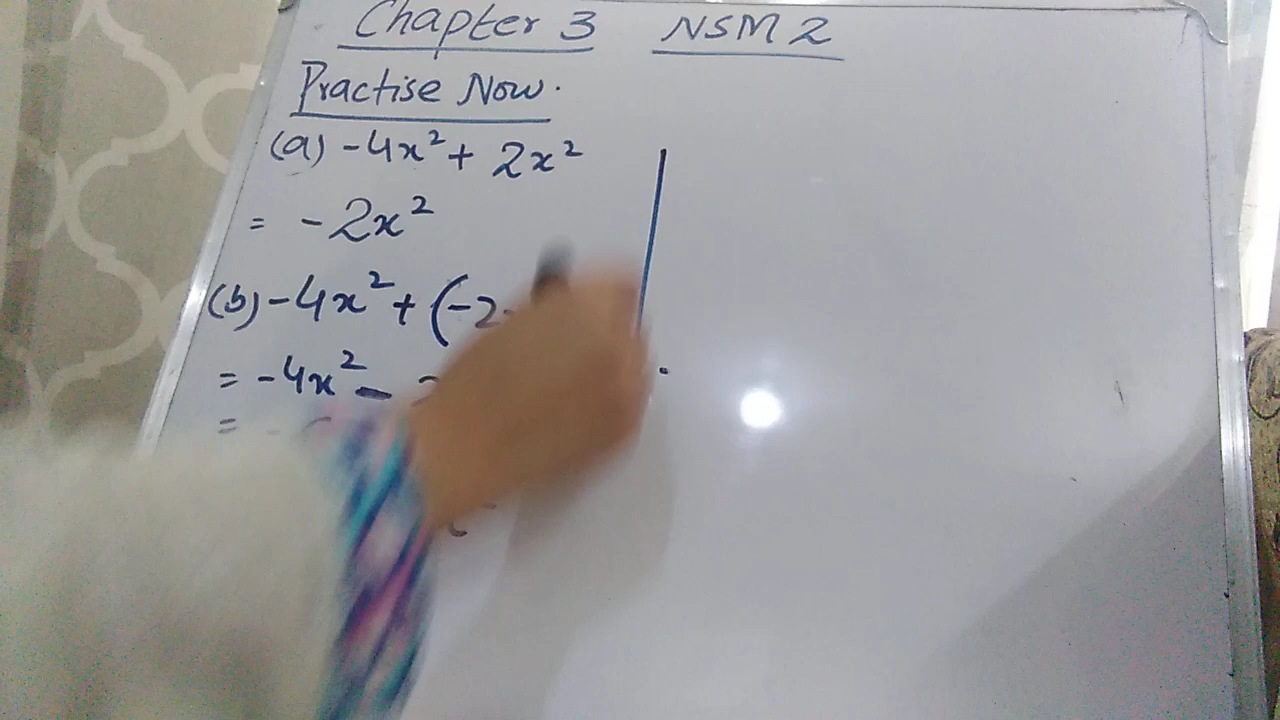 Chapter 3 NSM 2
Practise Now.
(a) -4x² + 2x²
= -2x²
(b) -4x² + (-2
= -4x² -
= -